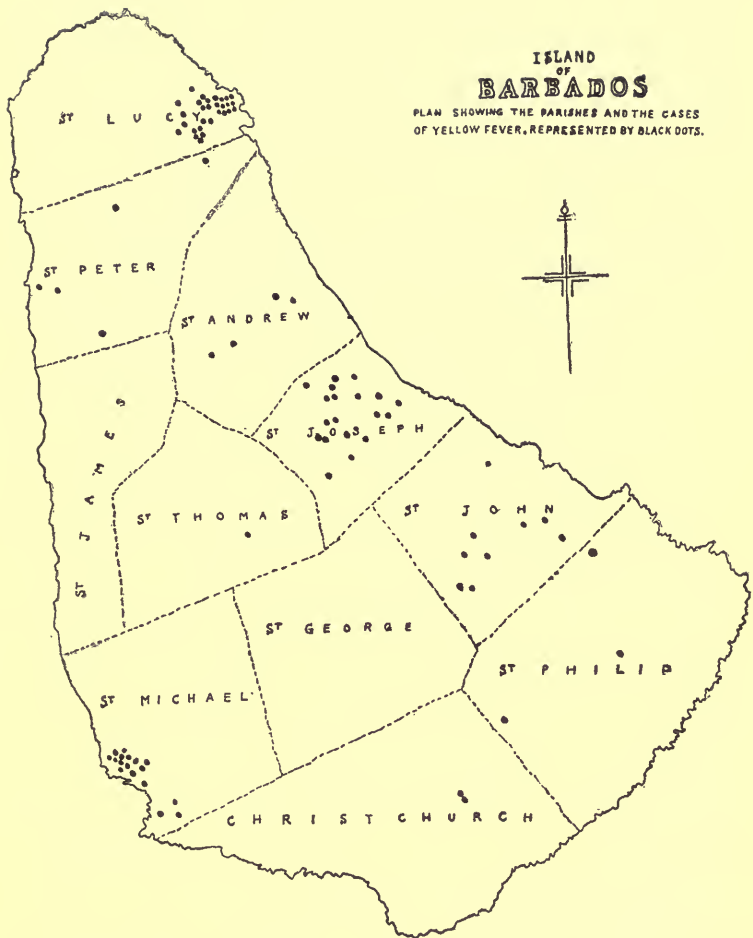 ISLAND
OF
BARBADOS
PLAN SHOWING THE PARISHES AND THE CASES
OF YELLOW FEVER, REPRESENTED BY BLACK DOTS.
ST LUCY
ST PETER
ST ANDREW
ST JAMES
ST JOSEPH
ST THOMAS
ST JOHN
ST GEORGE
ST PHILIP
ST MICHAEL
CHRIST CHURCH